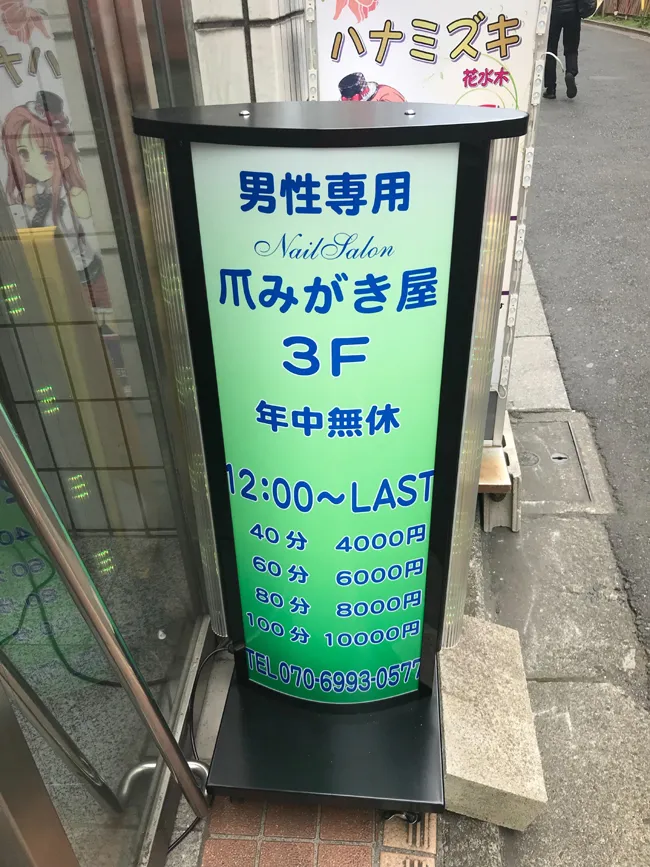 ハナミズキ
花水木
男性専用
Nail Salon
爪みがき屋
3F
年中無休
12:00～LAST
40分 4000円
60分 6000円
80分 8000円
100分 10000円
TEL 070-6993-0577